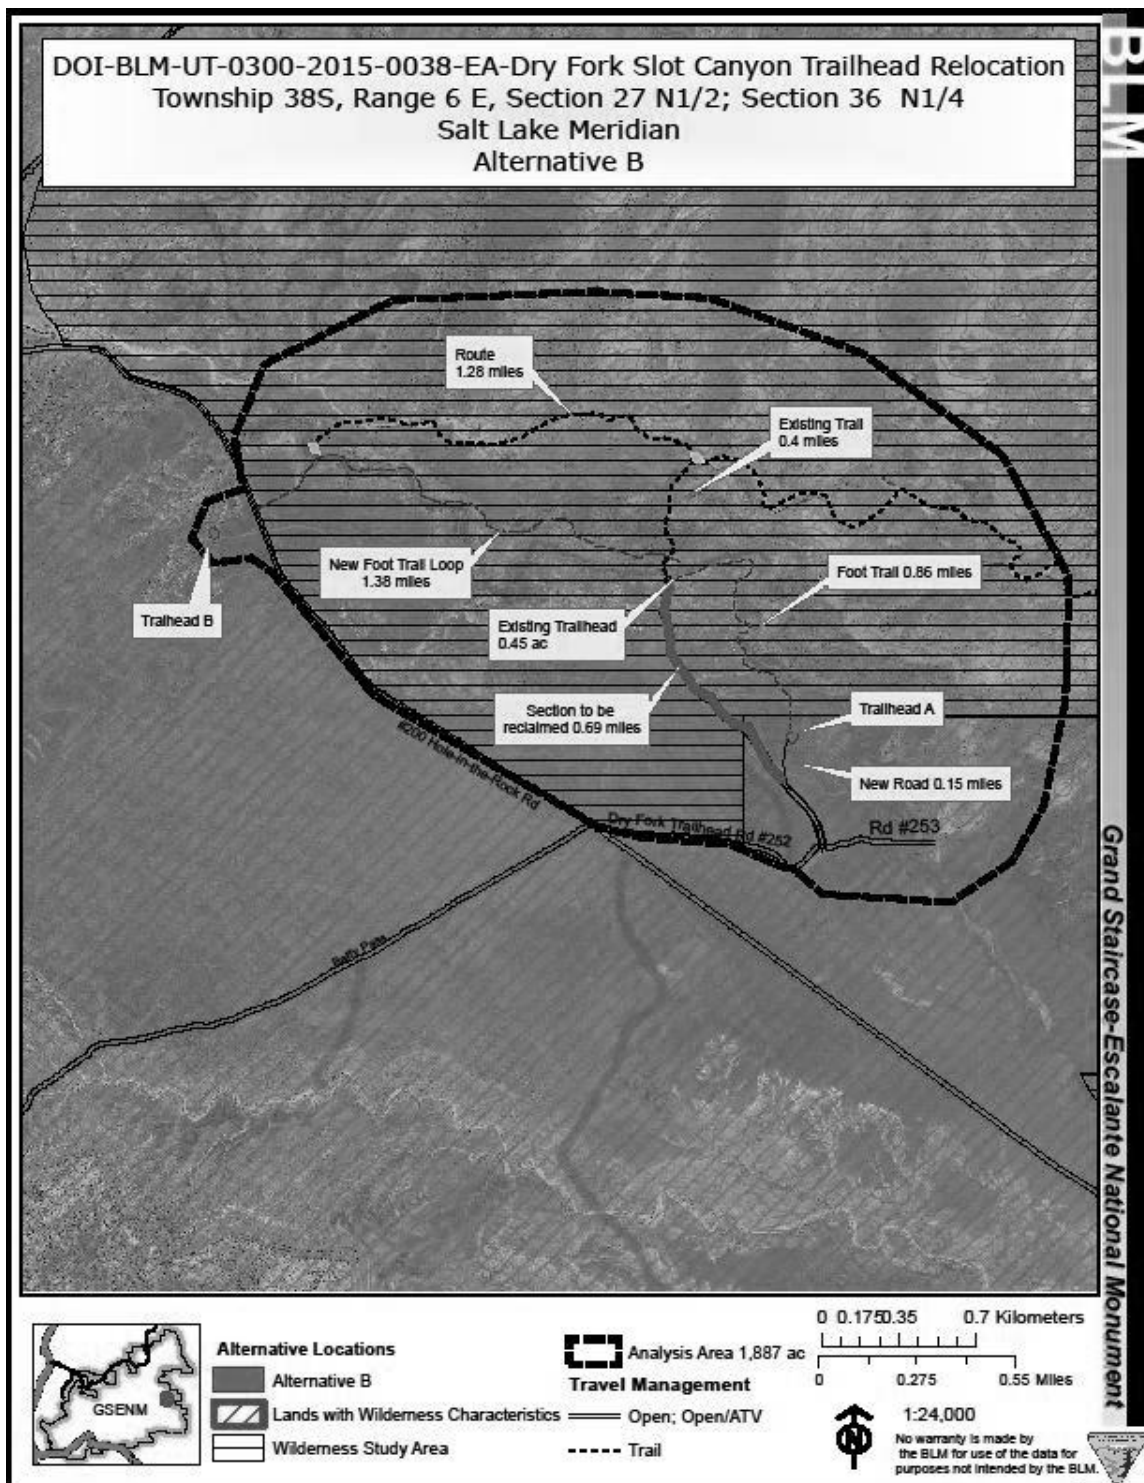 DOI-BLM-UT-0300-2015-0038-EA-Dry Fork Slot Canyon Trailhead Relocation
Township 38S, Range 6 E, Section 27 N1/2; Section 36 N1/4
Salt Lake Meridian
Alternative B
BLM
Route
1.28 miles
Existing Trail
0.4 miles
New Foot Trail Loop
1.38 miles
Foot Trail 0.86 miles
Trailhead B
Existing Trailhead
0.45 ac
Section to be
reclaimed 0.69 miles
Trailhead A
New Road 0.15 miles
#200 Hole-in-the-Rock Rd
Dry Fork Trailhead Rd #252
Rd #253
Batty Pass
Grand Staircase-Escalante National Monument
GSENM
Alternative Locations
Alternative B
Lands with Wilderness Characteristics
Wilderness Study Area
Analysis Area 1,887 ac
Travel Management
Open; Open/ATV
Trail
0 0.175 0.35 0.7 Kilometers
0 0.275 0.55 Miles
N
1:24,000
No warranty is made by
the BLM for use of the data for
purposes not intended by the BLM.